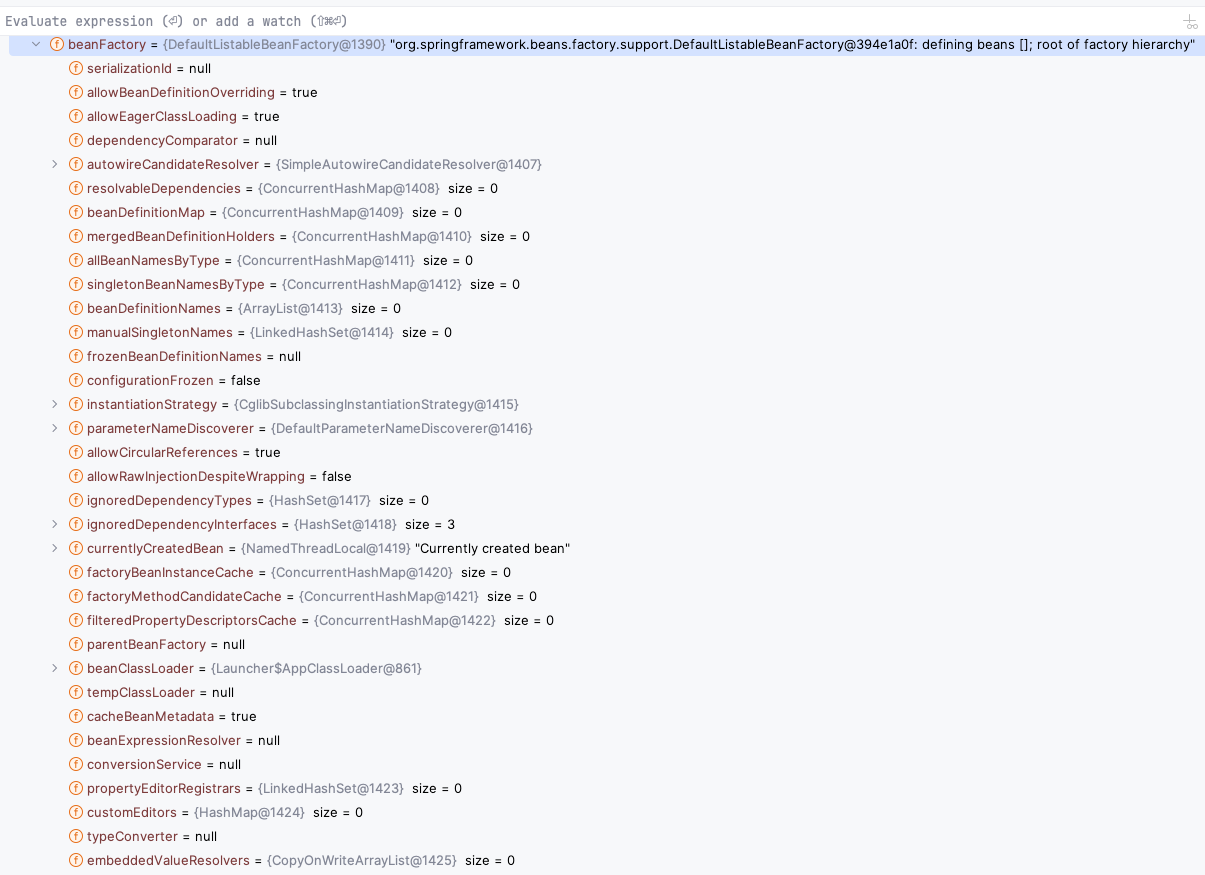 Evaluate expression (⏎) or add a watch (⇧⌘⏎)
beanFactory = {DefaultListableBeanFactory@1390} "org.springframework.beans.factory.support.DefaultListableBeanFactory@394e1a0f: defining beans []; root of factory hierarchy"
serializationId = null
allowBeanDefinitionOverriding = true
allowEagerClassLoading = true
dependencyComparator = null
autowireCandidateResolver = {SimpleAutowireCandidateResolver@1407}
resolvableDependencies = {ConcurrentHashMap@1408} size = 0
beanDefinitionMap = {ConcurrentHashMap@1409} size = 0
mergedBeanDefinitionHolders = {ConcurrentHashMap@1410} size = 0
allBeanNamesByType = {ConcurrentHashMap@1411} size = 0
singletonBeanNamesByType = {ConcurrentHashMap@1412} size = 0
beanDefinitionNames = {ArrayList@1413} size = 0
manualSingletonNames = {LinkedHashSet@1414} size = 0
frozenBeanDefinitionNames = null
configurationFrozen = false
instantiationStrategy = {CglibSubclassingInstantiationStrategy@1415}
parameterNameDiscoverer = {DefaultParameterNameDiscoverer@1416}
allowCircularReferences = true
allowRawInjectionDespiteWrapping = false
ignoredDependencyTypes = {HashSet@1417} size = 0
ignoredDependencyInterfaces = {HashSet@1418} size = 3
currentlyCreatedBean = {NamedThreadLocal@1419} "Currently created bean"
factoryBeanInstanceCache = {ConcurrentHashMap@1420} size = 0
factoryMethodCandidateCache = {ConcurrentHashMap@1421} size = 0
filteredPropertyDescriptorsCache = {ConcurrentHashMap@1422} size = 0
parentBeanFactory = null
beanClassLoader = {Launcher$AppClassLoader@861}
tempClassLoader = null
cacheBeanMetadata = true
beanExpressionResolver = null
conversionService = null
propertyEditorRegistrars = {LinkedHashSet@1423} size = 0
customEditors = {HashMap@1424} size = 0
typeConverter = null
embeddedValueResolvers = {CopyOnWriteArrayList@1425} size = 0